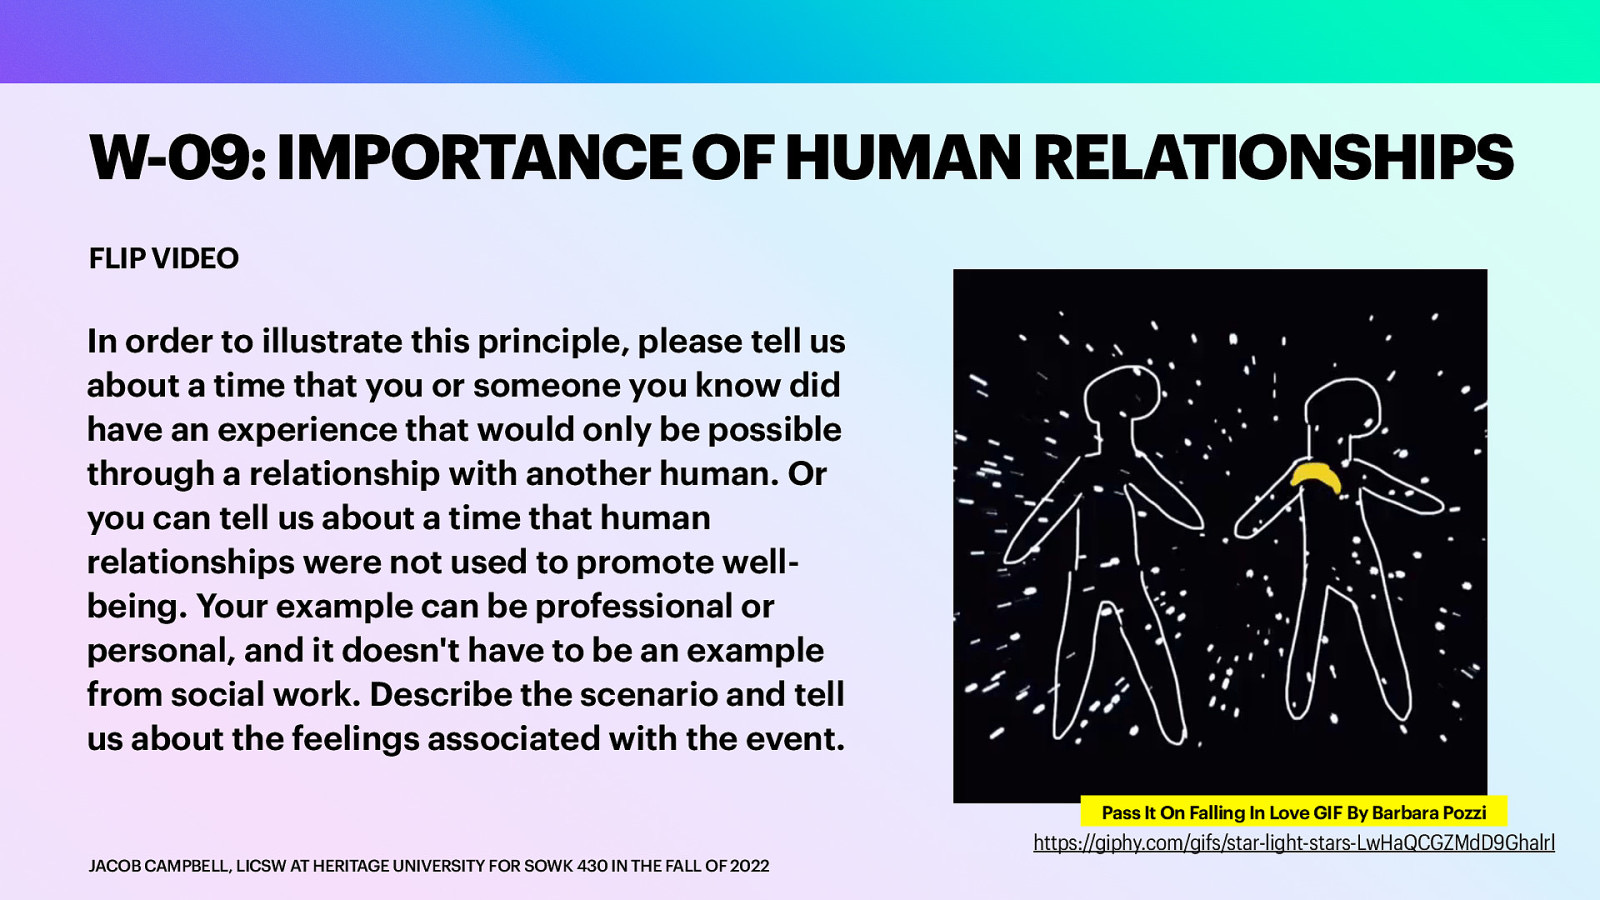 W-09: IMPORTANCE OF HUMAN RELATIONSHIPS
FLIP VIDEO
In order to illustrate this principle, please tell us
about a time that you or someone you know did
have an experience that would only be possible
through a relationship with another human. Or
you can tell us about a time that human
relationships were not used to promote well-
being. Your example can be professional or
personal, and it doesn't have to be an example
from social work. Describe the scenario and tell
us about the feelings associated with the event.
Pass It On Falling In Love GIF By Barbara Pozzi
https://giphy.com/gifs/star-light-stars-LwHaQCGZMdD9Ghalrl
JACOB CAMPBELL, LICSW AT HERITAGE UNIVERSITY FOR SOWK 430 IN THE FALL OF 2022